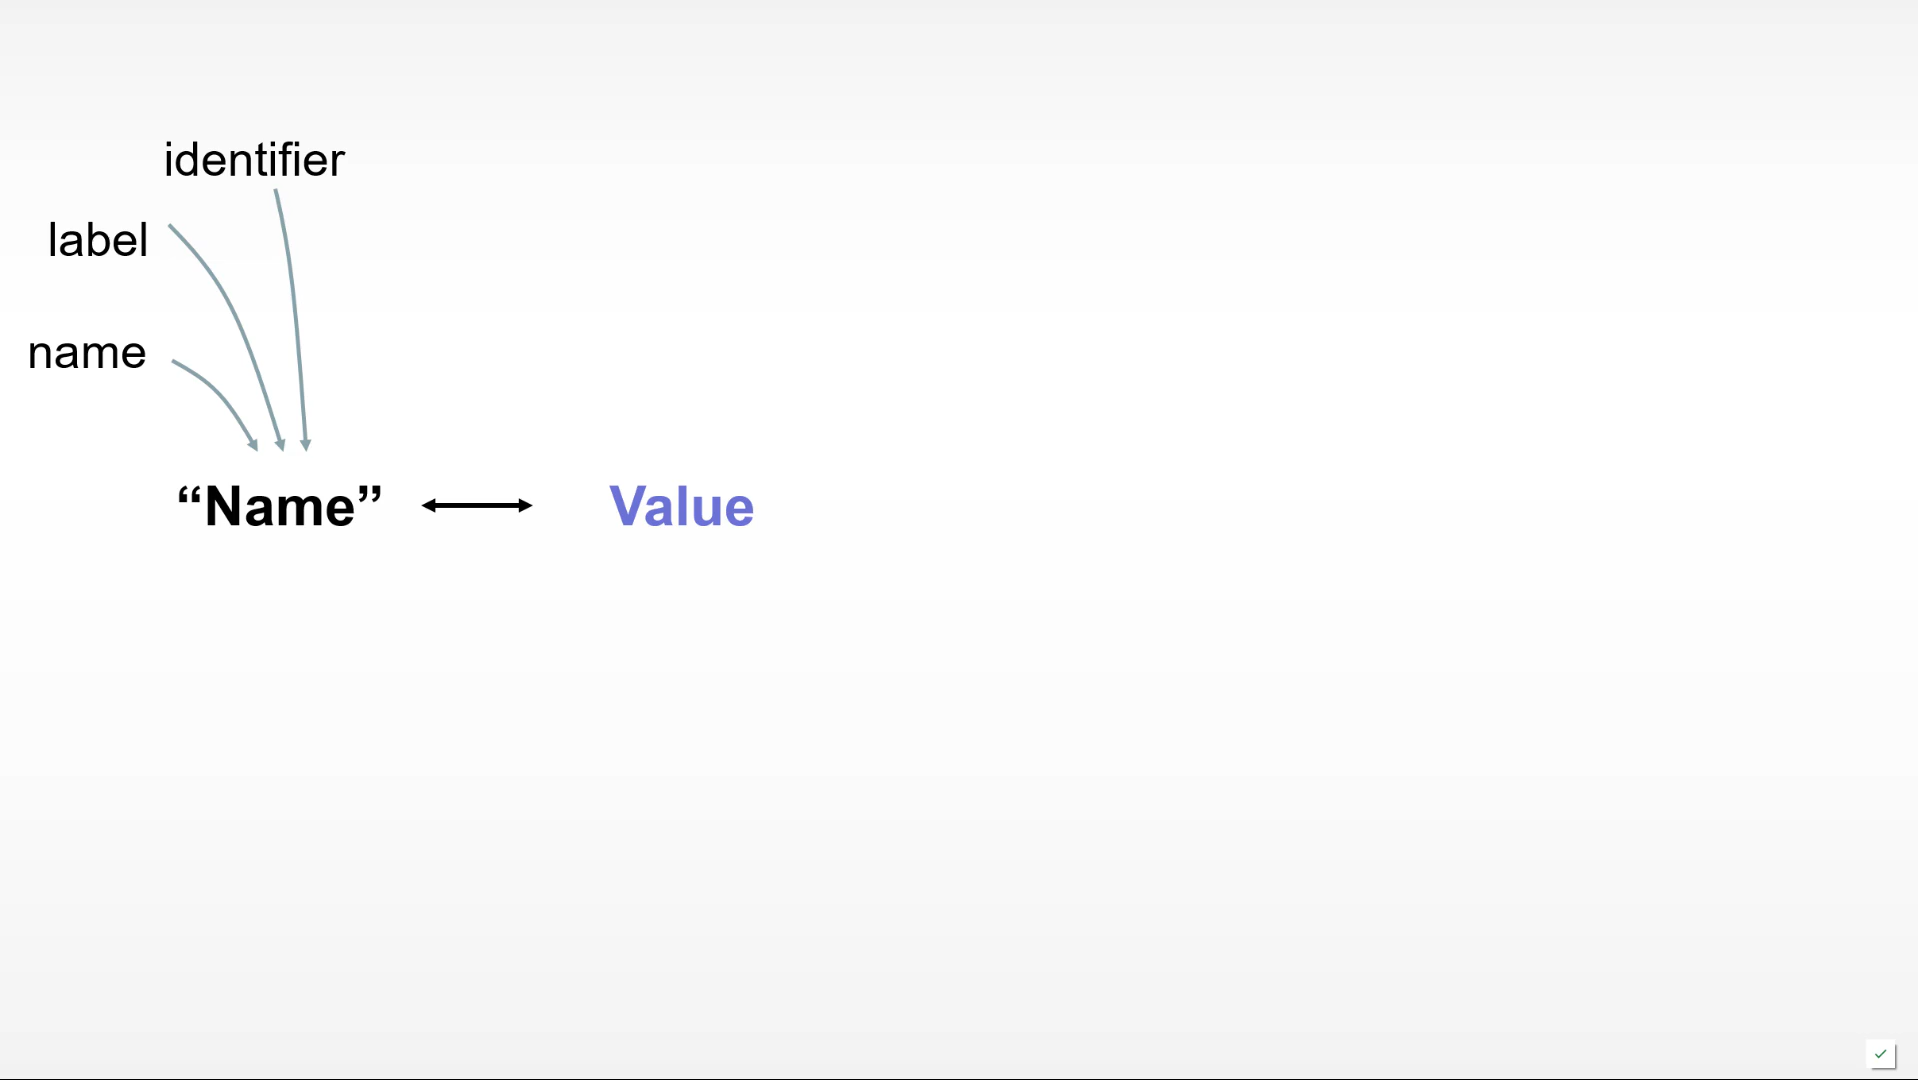 identifier
label
name
“Name”
Value